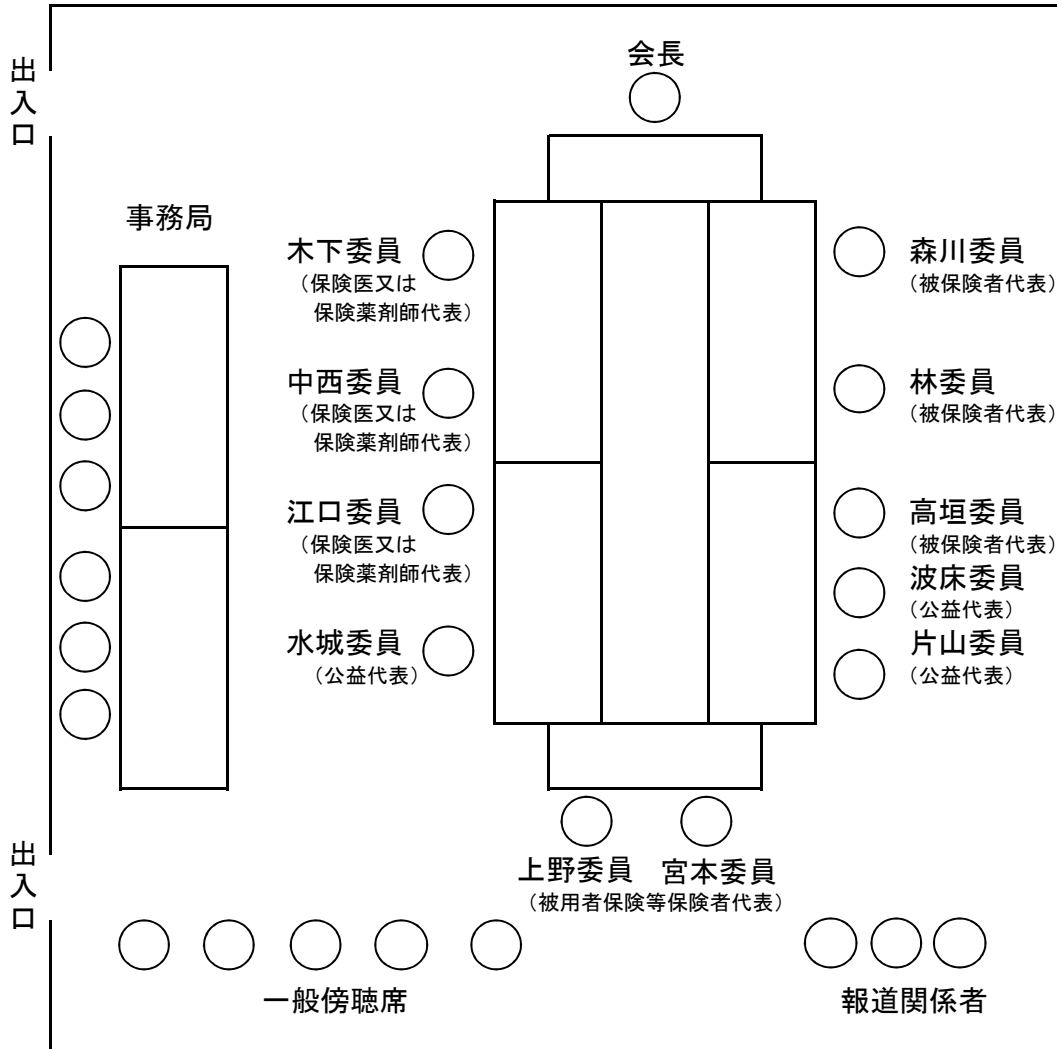 会長
出入口
事務局
木下委員
（保険医又は
保険薬剤師代表）
森川委員
（被保険者代表）
中西委員
（保険医又は
保険薬剤師代表）
林委員
（被保険者代表）
江口委員
（保険医又は
保険薬剤師代表）
高垣委員
（被保険者代表）
波床委員
（公益代表）
水城委員
（公益代表）
片山委員
（公益代表）
出入口
上野委員　宮本委員
（被用者保険等保険者代表）
一般傍聴席
報道関係者